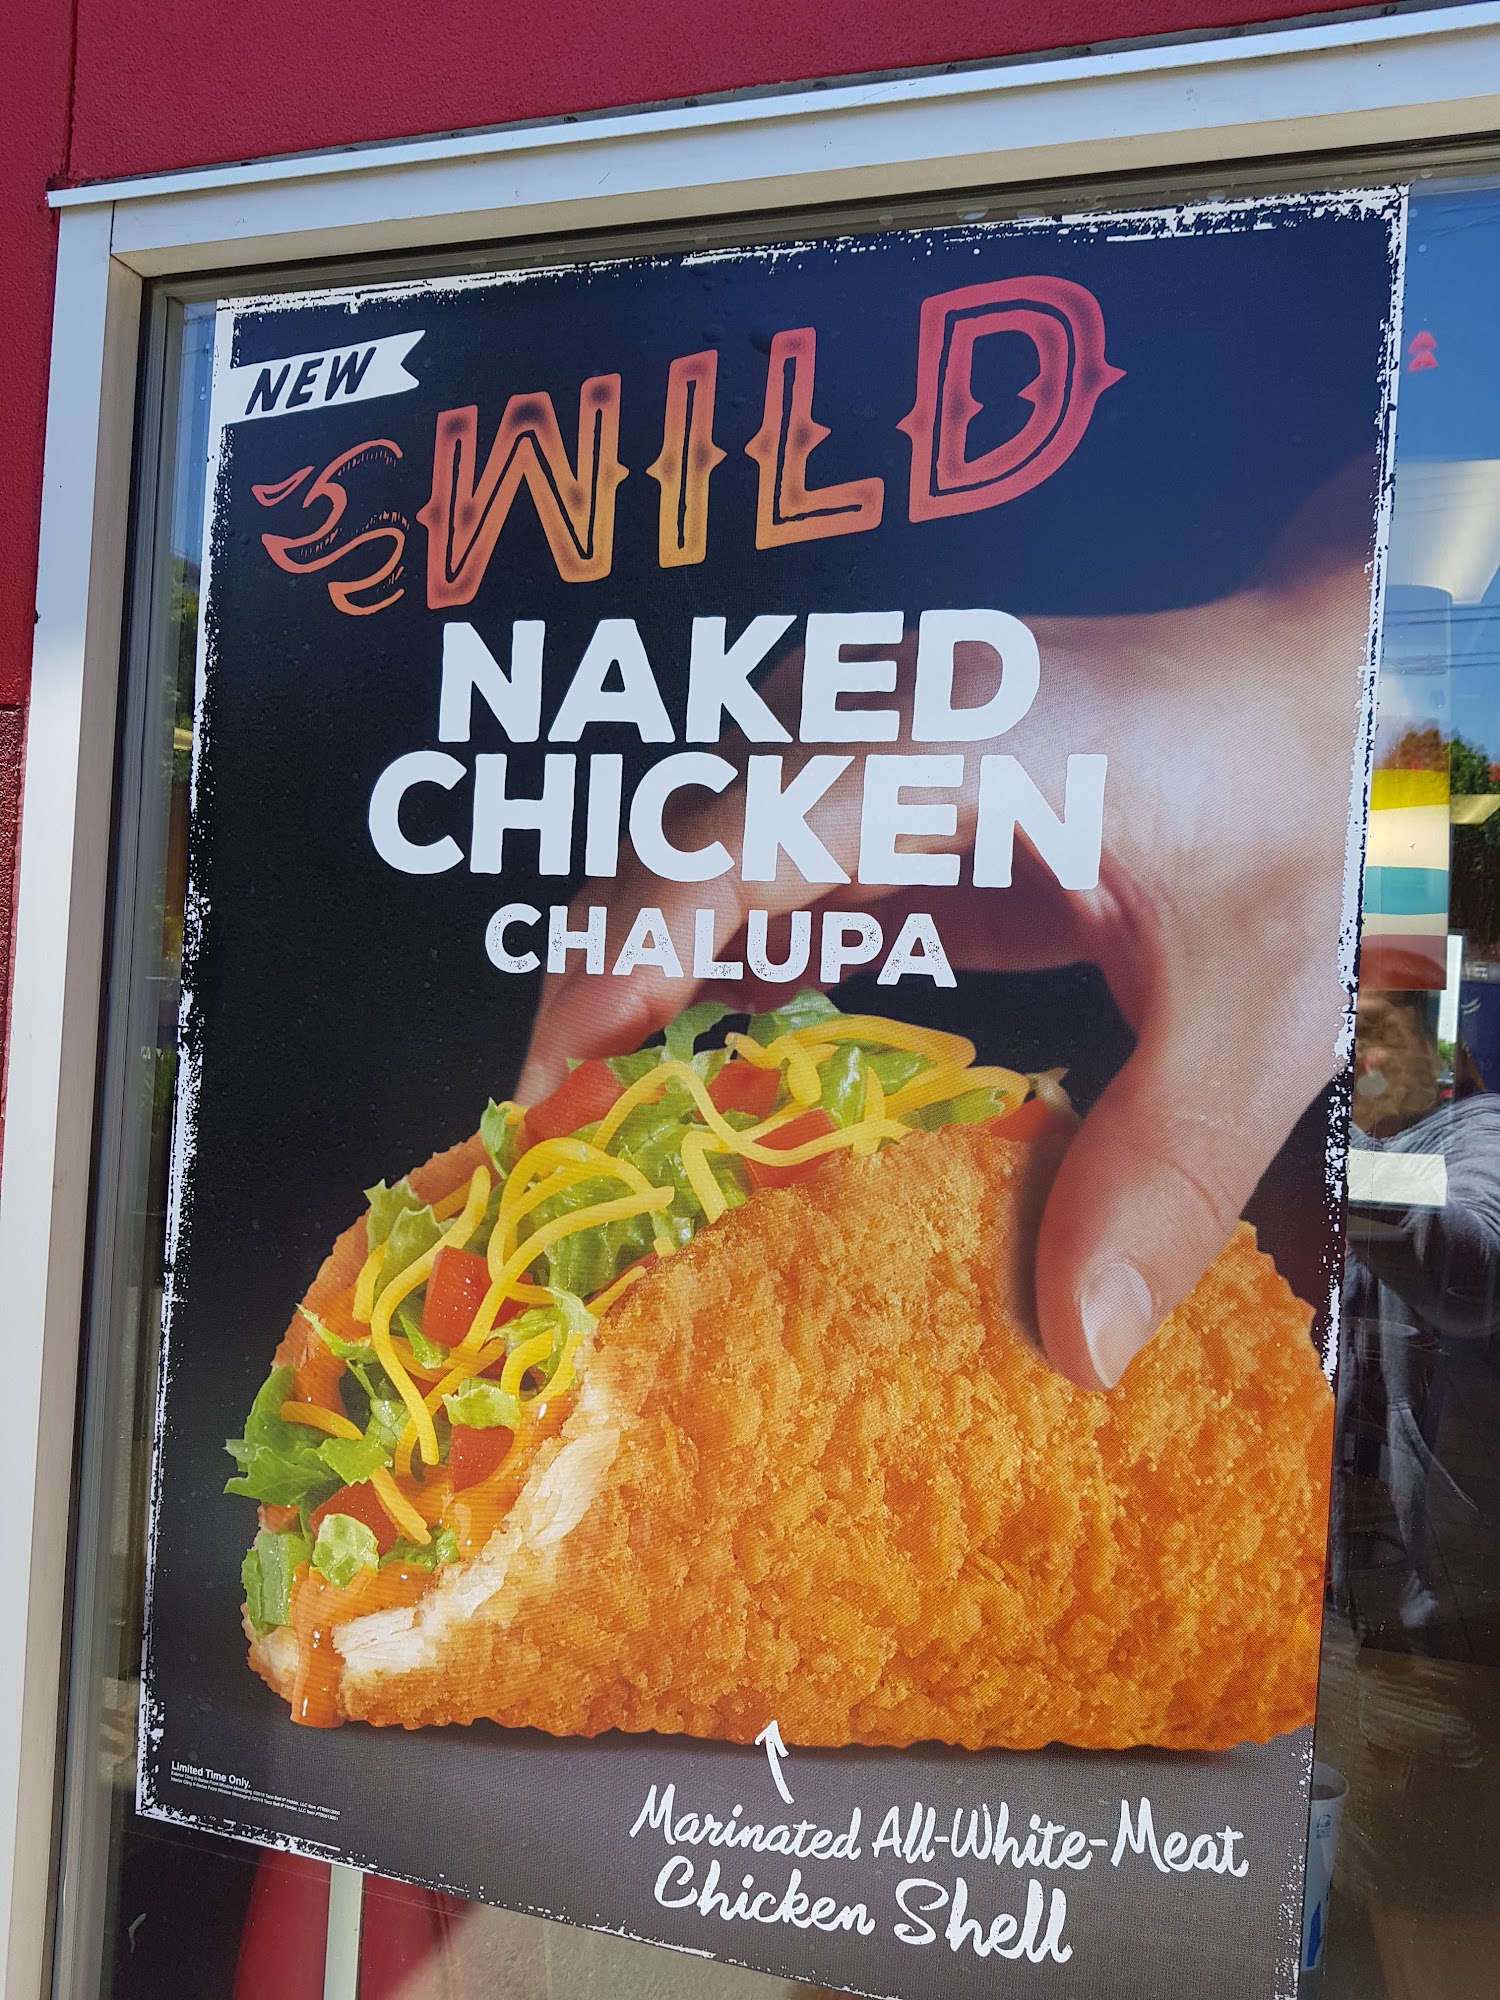 NEW
WILD
NAKED
CHICKEN
CHALUPA
Marinated All-White-Meat
Chicken Shell
Limited Time Only.